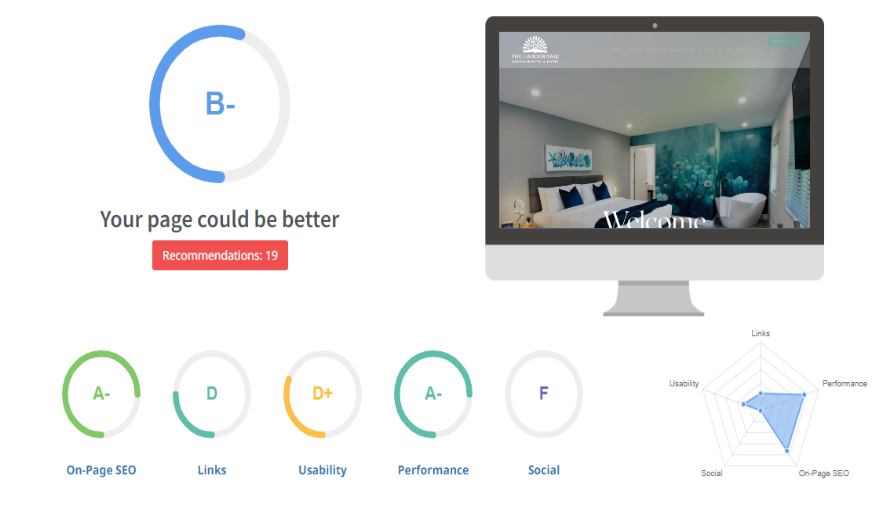 B-
Your page could be better
Recommendations: 19
THE LAUDERDALE
Welcome
A-
D
D+
A-
F
On-Page SEO
Links
Usability
Performance
Social
Links
Usability
Performance
Social
On-Page SEO